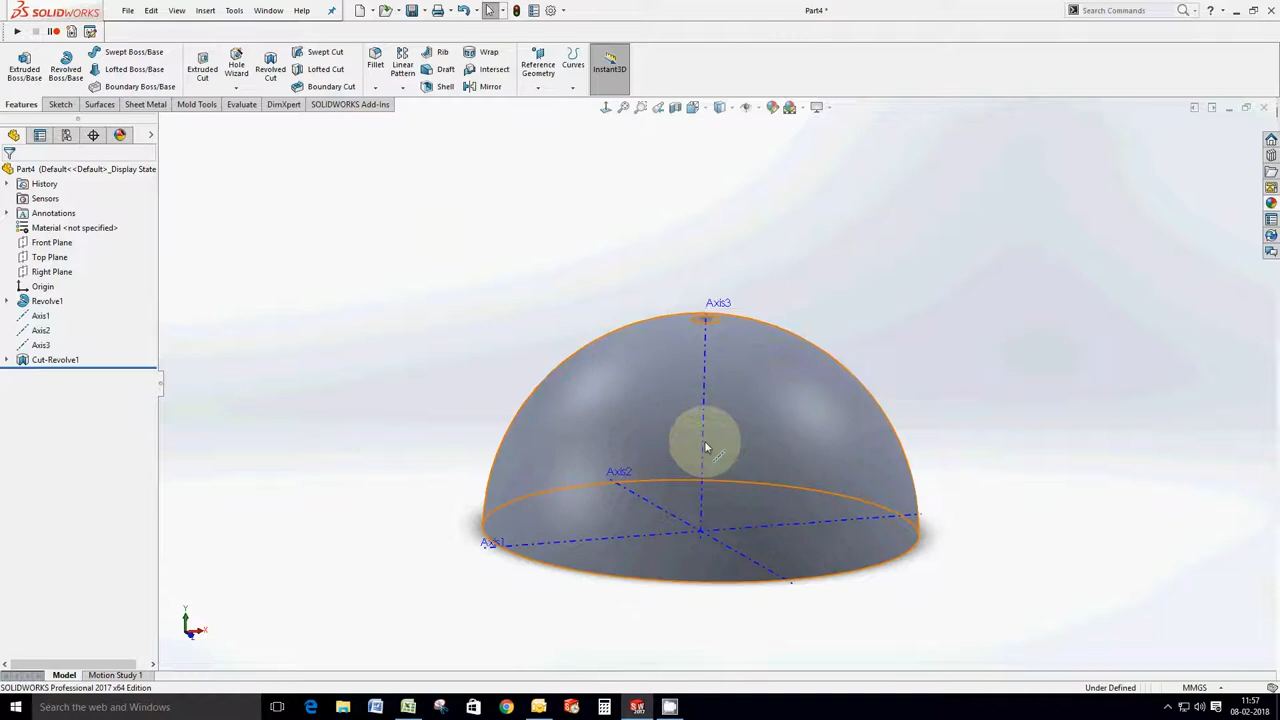 SOLIDWORKS
File Edit View Insert Tools Window Help
Part4 *
Search Commands
Extruded Boss/Base
Revolved Boss/Base
Swept Boss/Base
Lofted Boss/Base
Boundary Boss/Base
Extruded Cut
Hole Wizard
Revolved Cut
Swept Cut
Lofted Cut
Boundary Cut
Fillet
Linear Pattern
Rib
Draft
Shell
Wrap
Intersect
Mirror
Reference Geometry
Curves
Instant3D
Features Sketch Surfaces Sheet Metal Mold Tools Evaluate DimXpert SOLIDWORKS Add-Ins
Part4 (Default<<Default>_Display State
History
Sensors
Annotations
Material <not specified>
Front Plane
Top Plane
Right Plane
Origin
Revolve1
Axis1
Axis2
Axis3
Cut-Revolve1
Axis3
Axis2
Axis1
Y
X
Model Motion Study 1
SOLIDWORKS Professional 2017 x64 Edition
Under Defined
MMGS
Search the web and Windows
11:57
08-02-2018